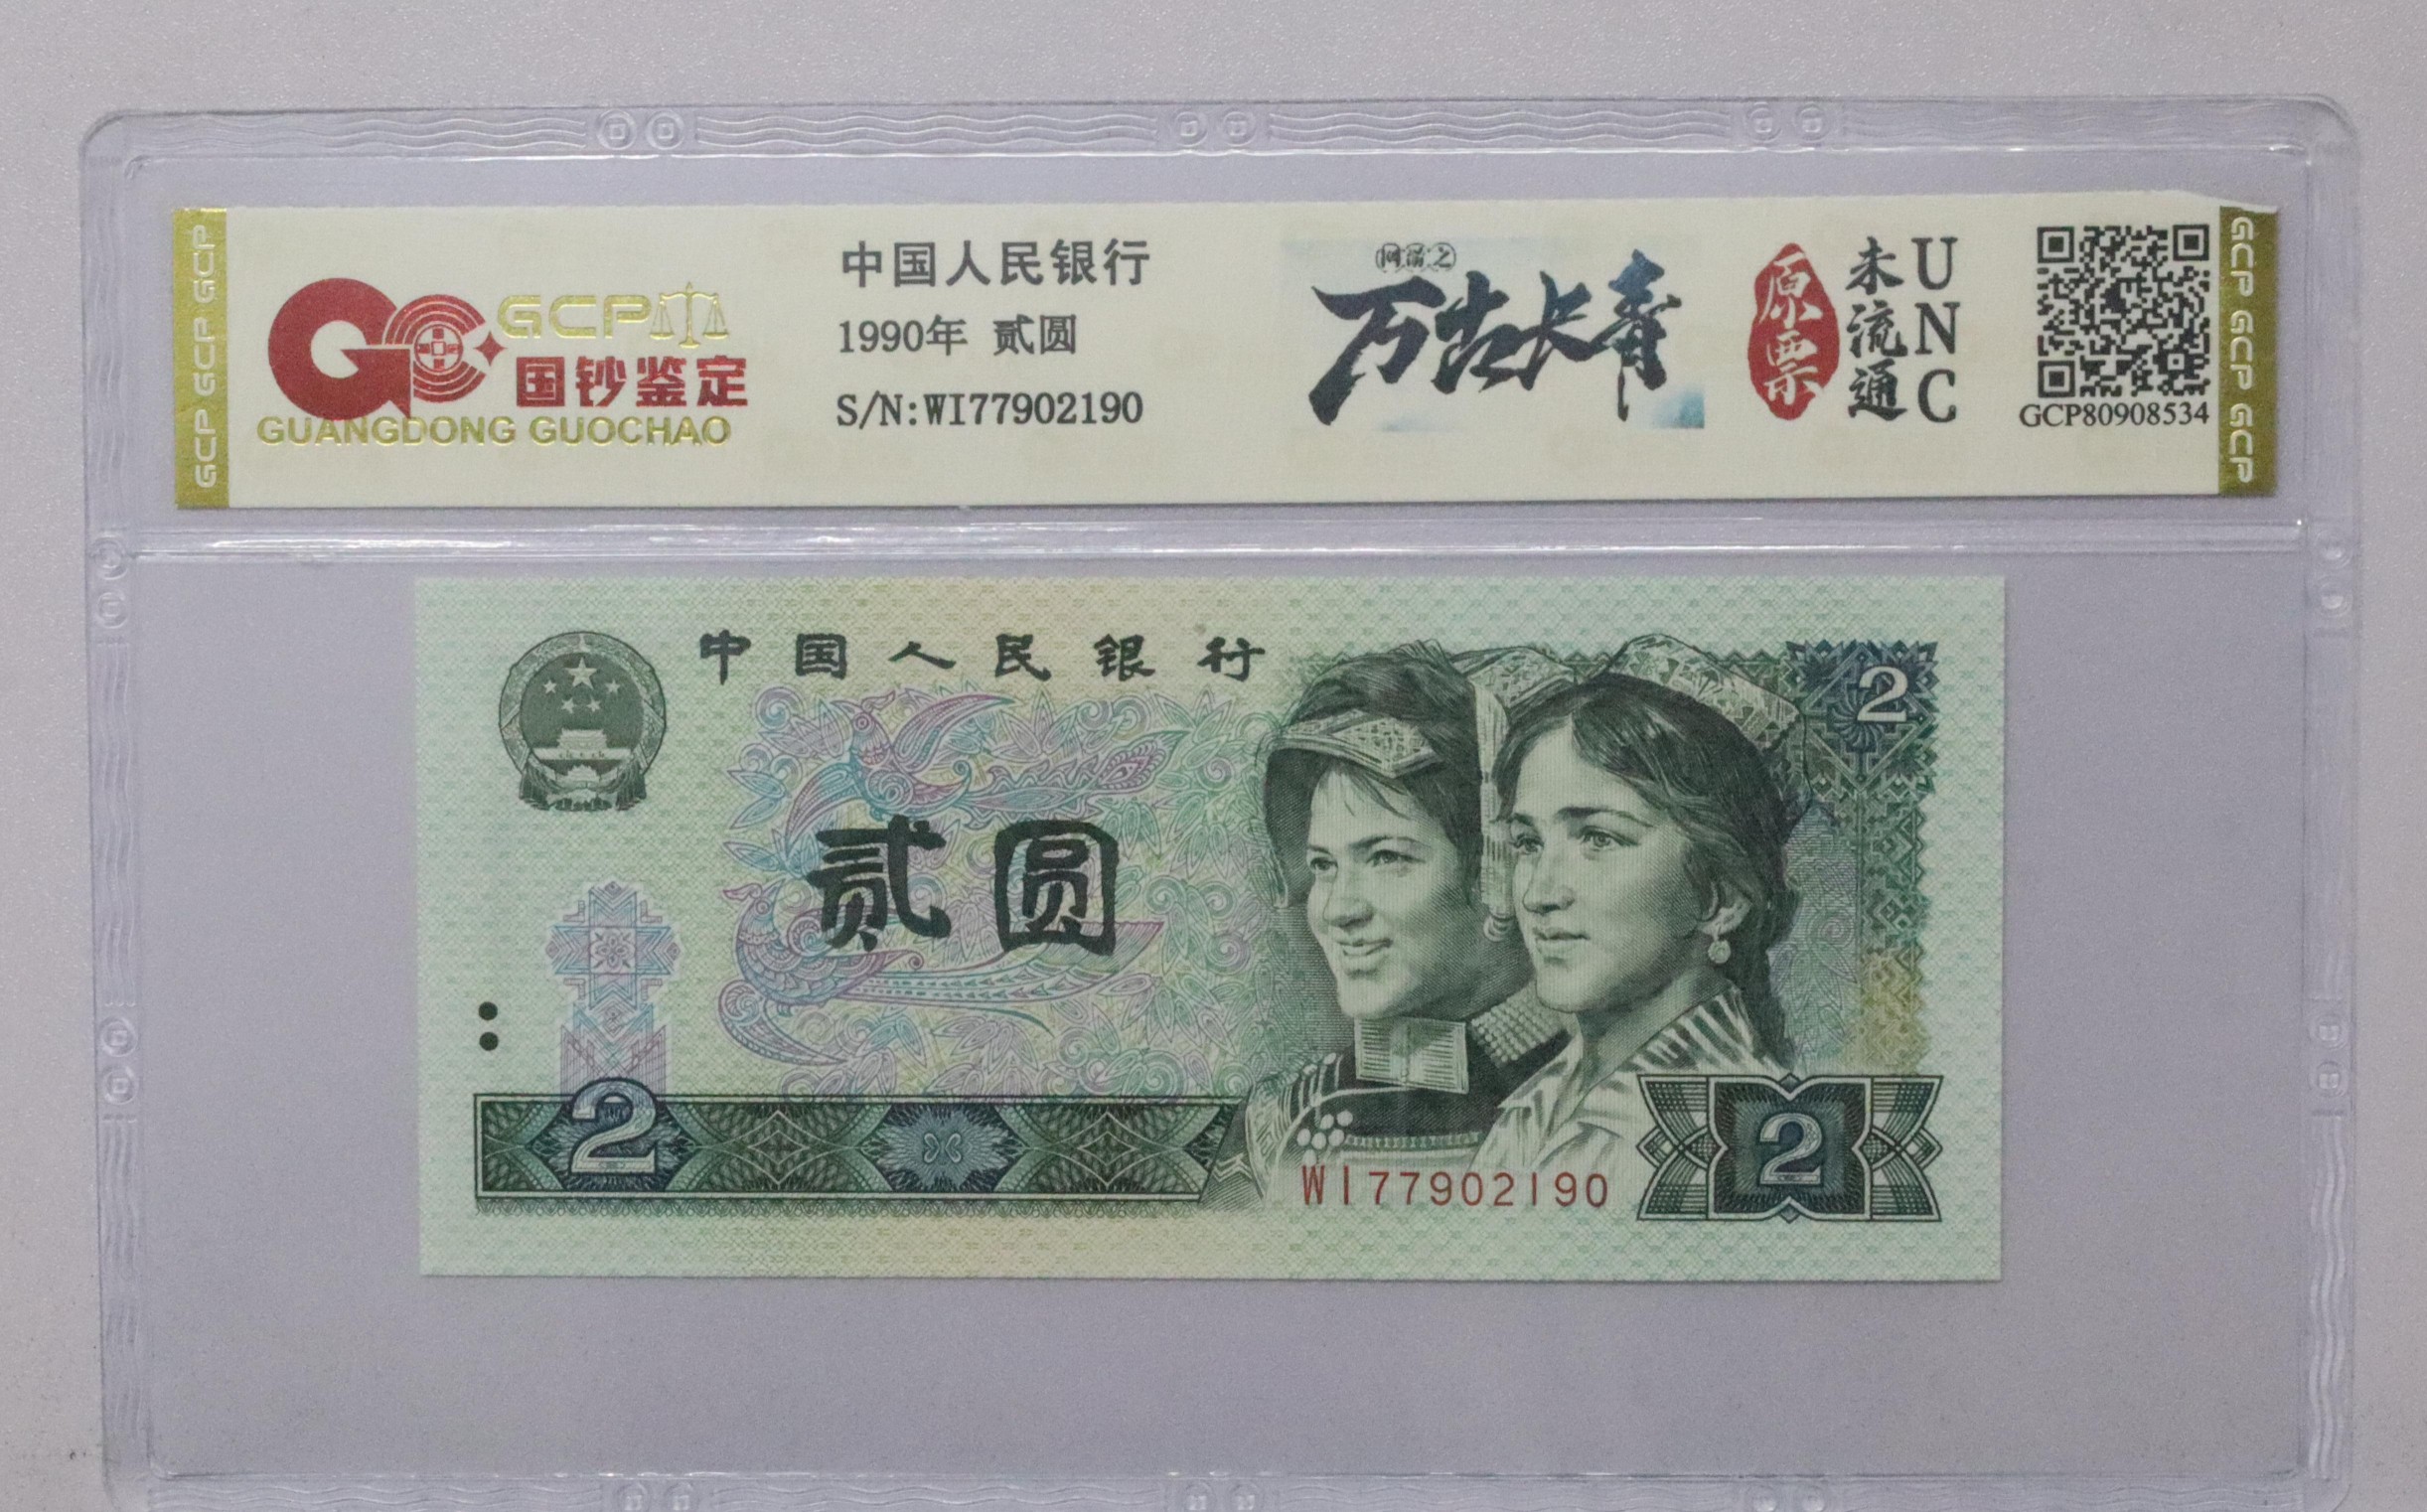 GCP GCP GCP
GCP
国钞鉴定
GUANGDONG GUOCHAO
中国人民银行
1990年 贰圆
S/N:WI77902190
万古长青
原票
未流通
UNC
GCP80908534
GCP GCP GCP
中国人民银行
2
贰圆
2
WI77902190
2